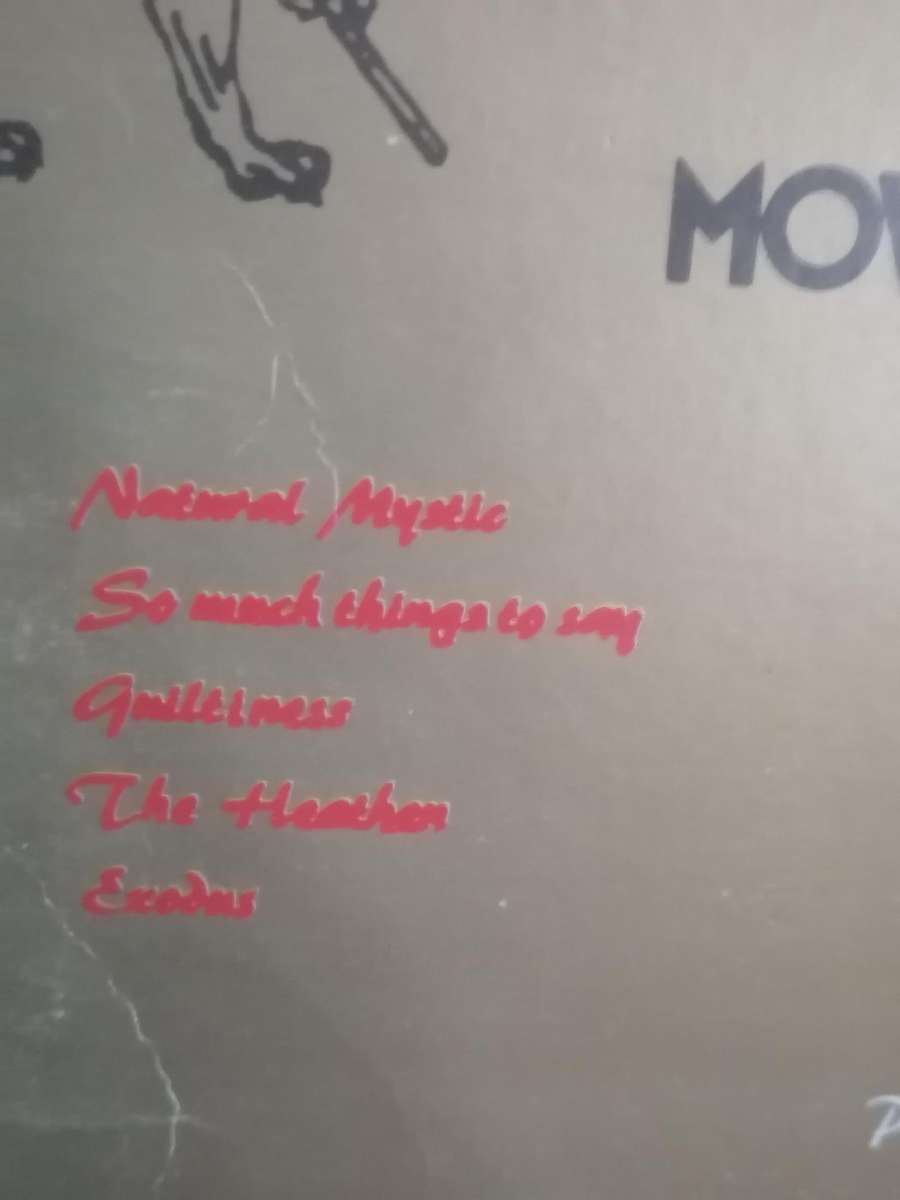 MOV
Natural Mystic
So much things to say
Guiltiness
The Heathen
Exodus